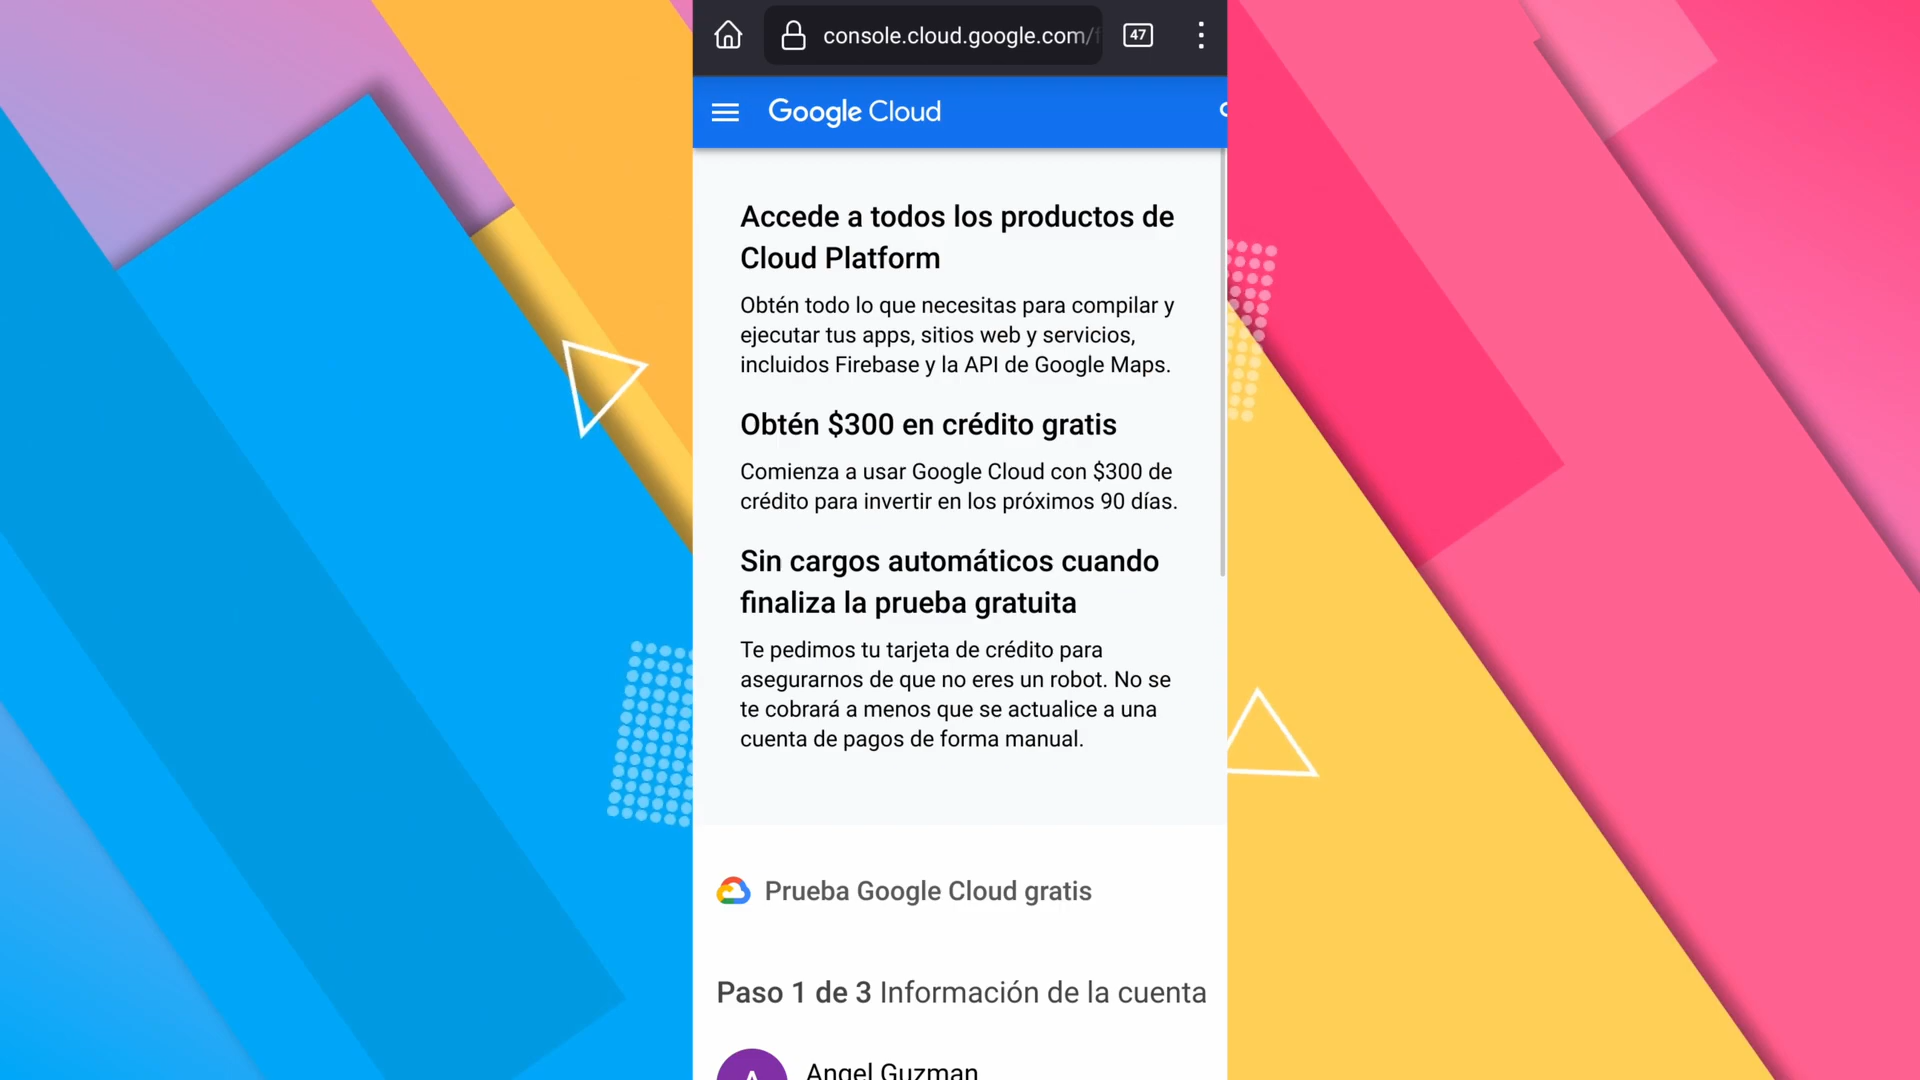 console.cloud.google.com/
47
Google Cloud
Accede a todos los productos de
Cloud Platform
Obtén todo lo que necesitas para compilar y
ejecutar tus apps, sitios web y servicios,
incluidos Firebase y la API de Google Maps.
Obtén $300 en crédito gratis
Comienza a usar Google Cloud con $300 de
crédito para invertir en los próximos 90 días.
Sin cargos automáticos cuando
finaliza la prueba gratuita
Te pedimos tu tarjeta de crédito para
asegurarnos de que no eres un robot. No se
te cobrará a menos que se actualice a una
cuenta de pagos de forma manual.
Prueba Google Cloud gratis
Paso 1 de 3 Información de la cuenta
A
Angel Guzman